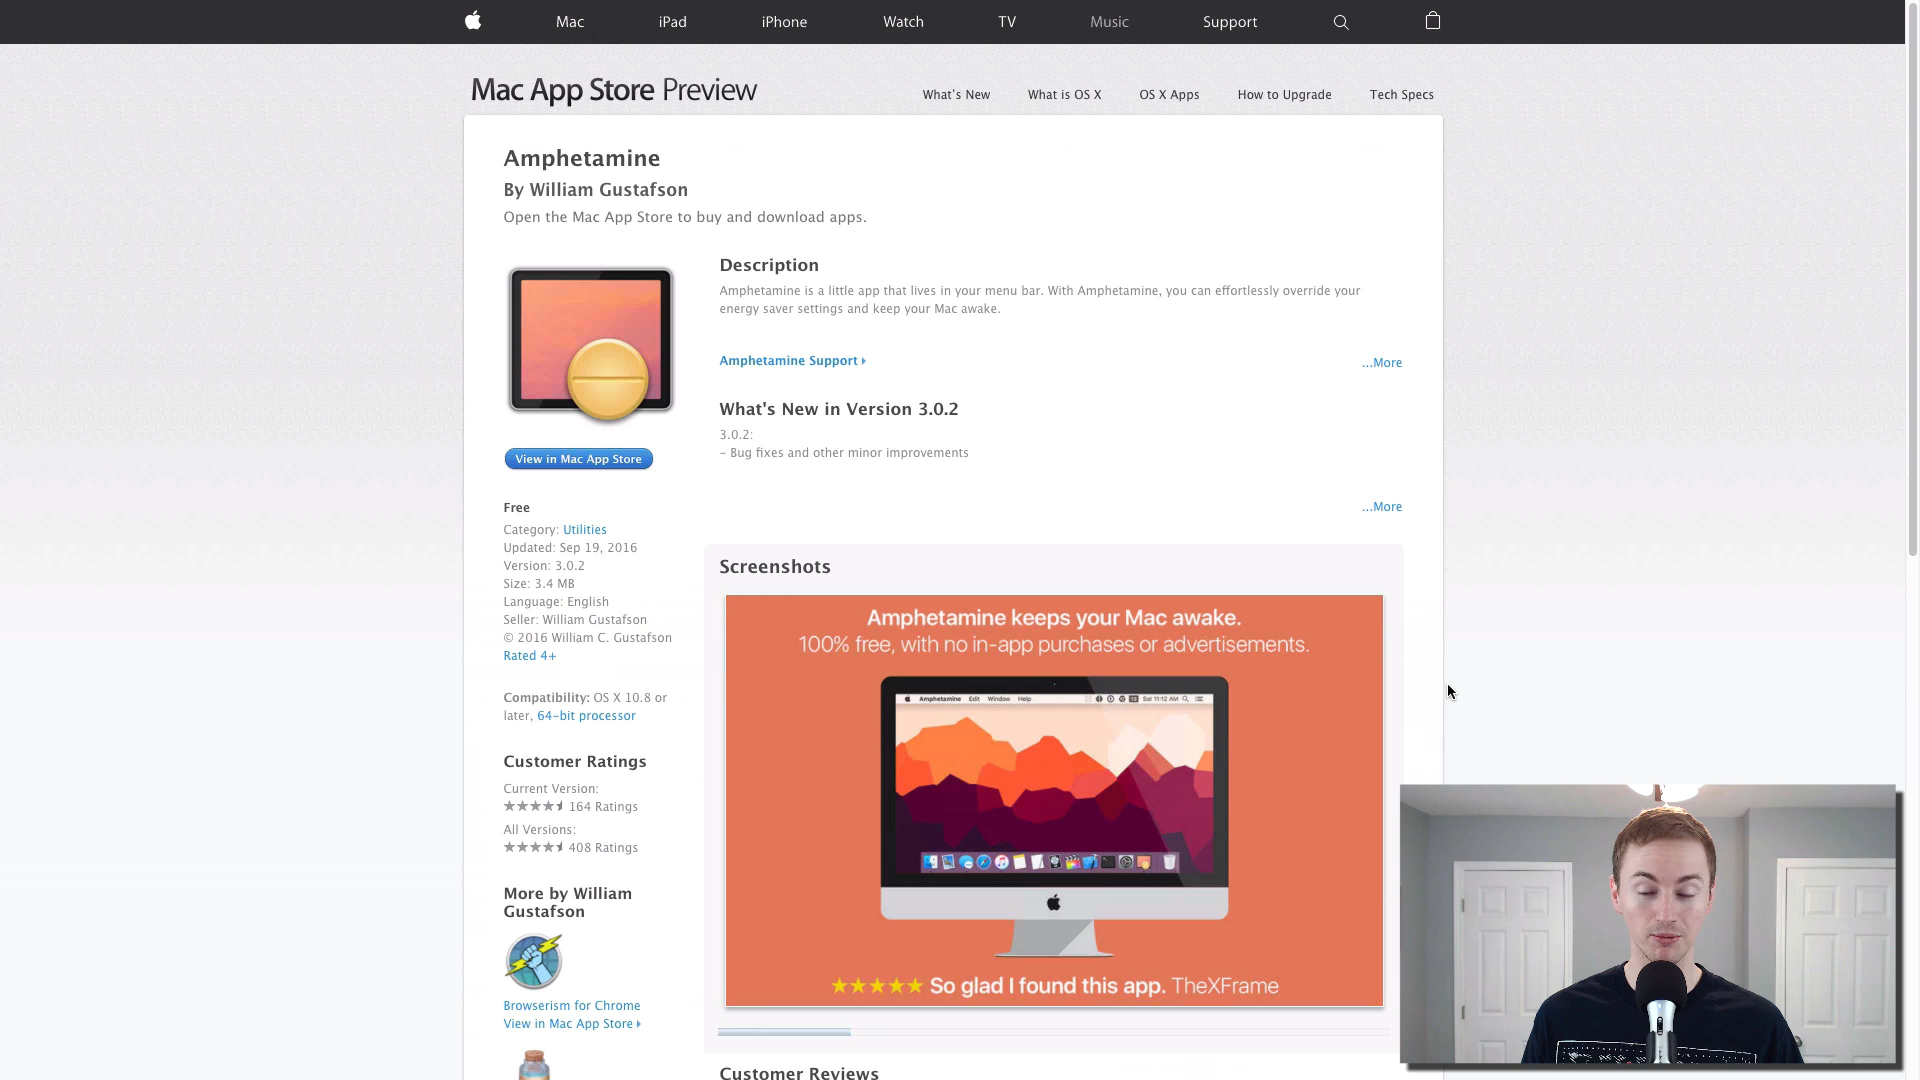 Mac
iPad
iPhone
Watch
TV
Music
Support
Mac App Store Preview
What's New
What is OS X
OS X Apps
How to Upgrade
Tech Specs
Amphetamine
By William Gustafson
Open the Mac App Store to buy and download apps.
Description
Amphetamine is a little app that lives in your menu bar. With Amphetamine, you can effortlessly override your
energy saver settings and keep your Mac awake.
Amphetamine Support
...More
What's New in Version 3.0.2
3.0.2:
- Bug fixes and other minor improvements
...More
View in Mac App Store
Free
Category: Utilities
Updated: Sep 19, 2016
Version: 3.0.2
Size: 3.4 MB
Language: English
Seller: William Gustafson
© 2016 William C. Gustafson
Rated 4+
Compatibility: OS X 10.8 or
later, 64-bit processor
Customer Ratings
Current Version:
164 Ratings
All Versions:
408 Ratings
More by William
Gustafson
Browserism for Chrome
View in Mac App Store
Screenshots
Amphetamine keeps your Mac awake.
100% free, with no in-app purchases or advertisements.
Amphetamine Edit Window Help
Sat 11:12 AM
So glad I found this app. TheXFrame
Customer Reviews